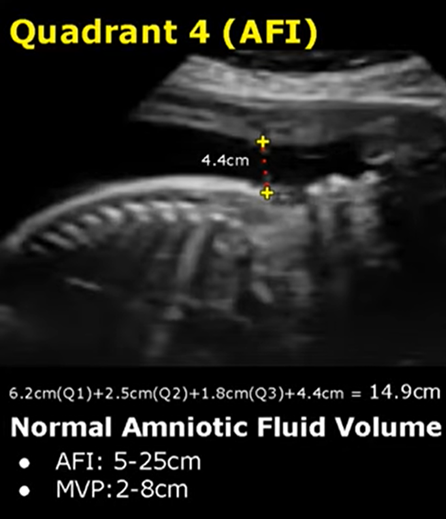 Quadrant 4 (AFI)
4.4cm
6.2cm(Q1)+2.5cm(Q2)+1.8cm(Q3)+4.4cm = 14.9cm
Normal Amniotic Fluid Volume
• AFI: 5-25cm
• MVP:2-8cm